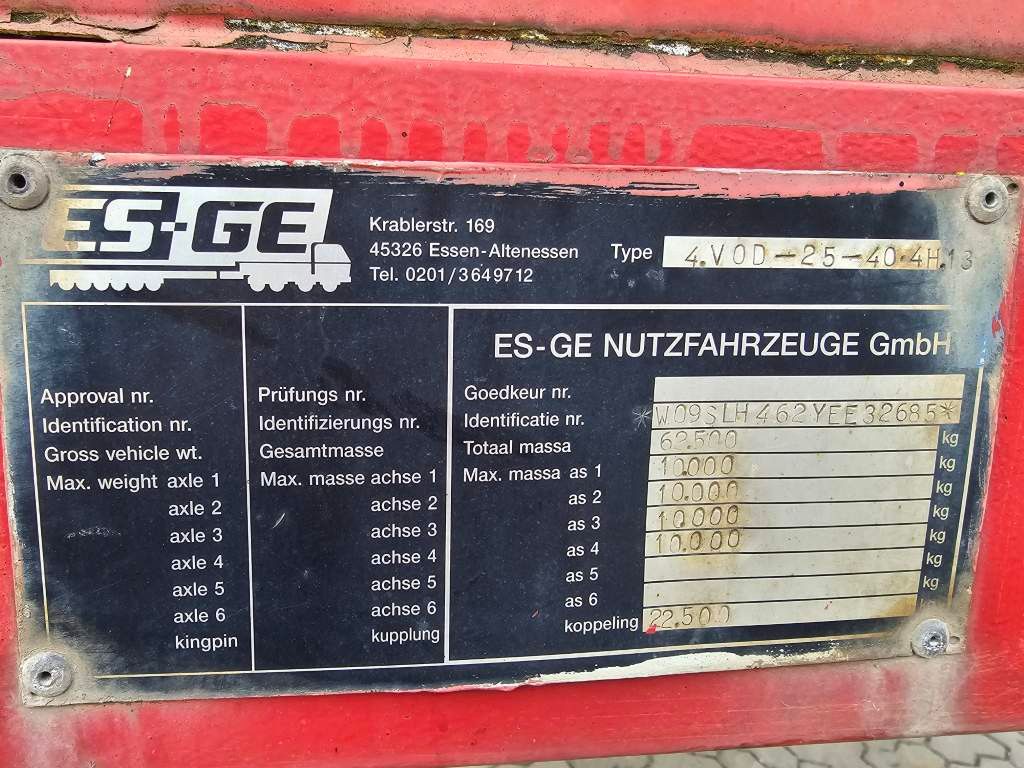 ES-GE
Krablerstr. 169
45326 Essen-Altenessen
Tel. 0201/3649712
Type 4.VOD-25-40.4H.13
ES-GE NUTZFAHRZEUGE GmbH
Approval nr. Prüfungs nr. Goedkeur nr.
Identification nr. Identifizierungs nr. Identificatie nr. *W09SLH462YEE32685*
Gross vehicle wt. Gesamtmasse Totaal massa 62.500 kg
Max. weight axle 1 Max. masse achse 1 Max. massa as 1 10.000 kg
axle 2 achse 2 as 2 10.000 kg
axle 3 achse 3 as 3 10.000 kg
axle 4 achse 4 as 4 10.000 kg
axle 5 achse 5 as 5 kg
axle 6 achse 6 as 6 kg
kingpin kupplung koppeling 22.500